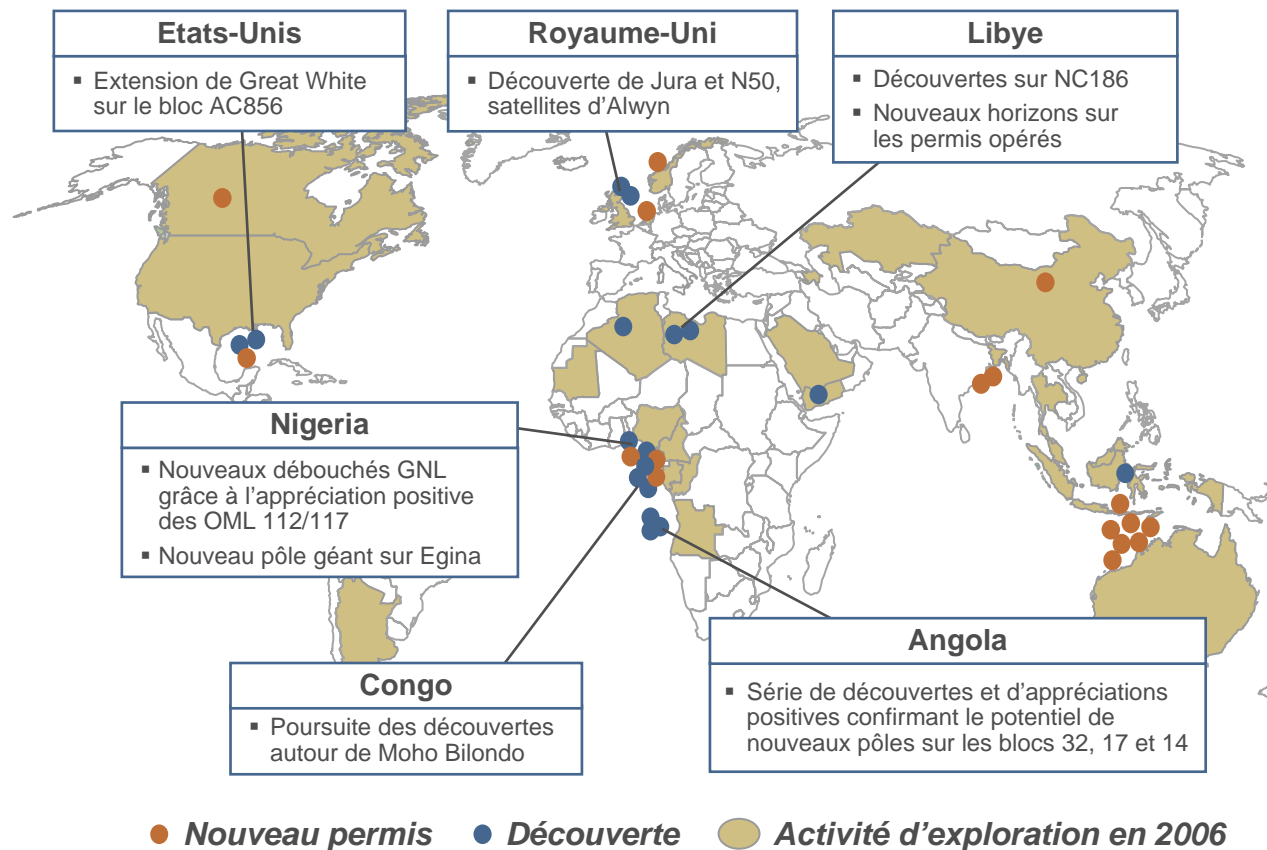 Etats-Unis
▪ Extension de Great White
sur le bloc AC856
Royaume-Uni
▪ Découverte de Jura et N50,
satellites d’Alwyn
Libye
▪ Découvertes sur NC186
▪ Nouveaux horizons sur
les permis opérés
Nigeria
▪ Nouveaux débouchés GNL
grâce à l’appréciation positive
des OML 112/117
▪ Nouveau pôle géant sur Egina
Congo
▪ Poursuite des découvertes
autour de Moho Bilondo
Angola
▪ Série de découvertes et d’appréciations
positives confirmant le potentiel de
nouveaux pôles sur les blocs 32, 17 et 14
Nouveau permis
Découverte
Activité d’exploration en 2006